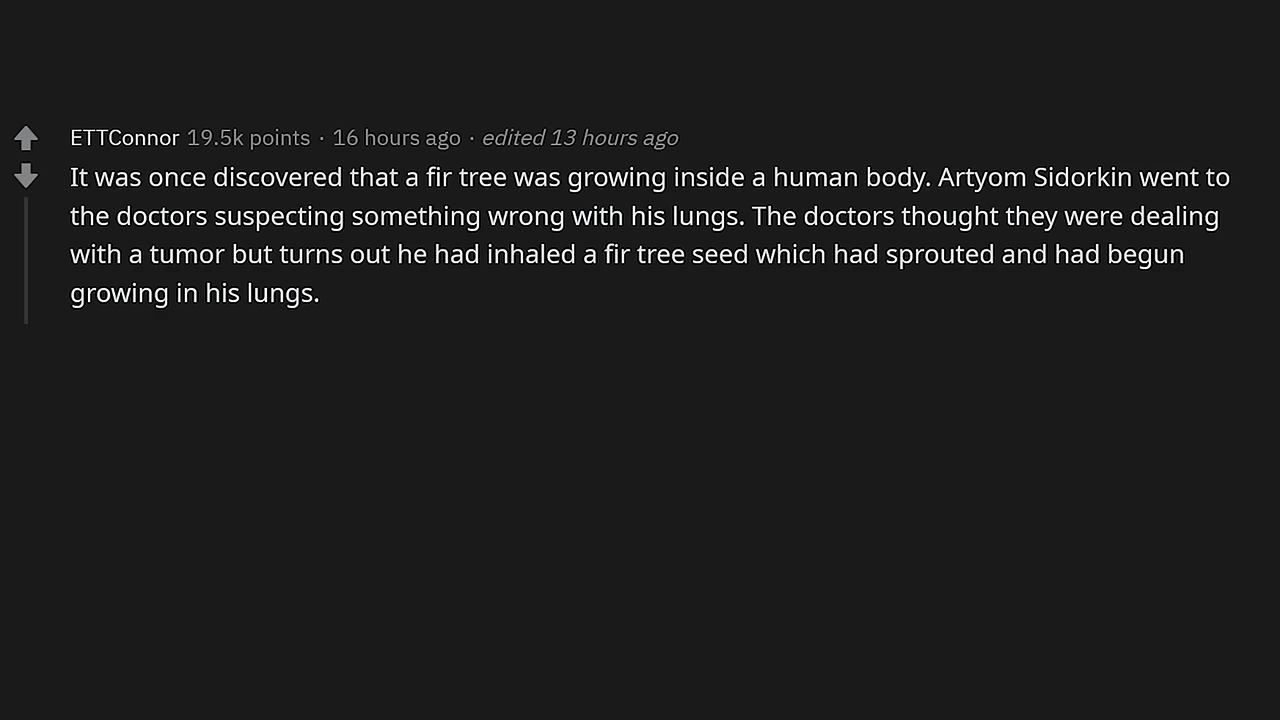 ETTConnor 19.5k points · 16 hours ago · edited 13 hours ago
It was once discovered that a fir tree was growing inside a human body. Artyom Sidorkin went to
the doctors suspecting something wrong with his lungs. The doctors thought they were dealing
with a tumor but turns out he had inhaled a fir tree seed which had sprouted and had begun
growing in his lungs.